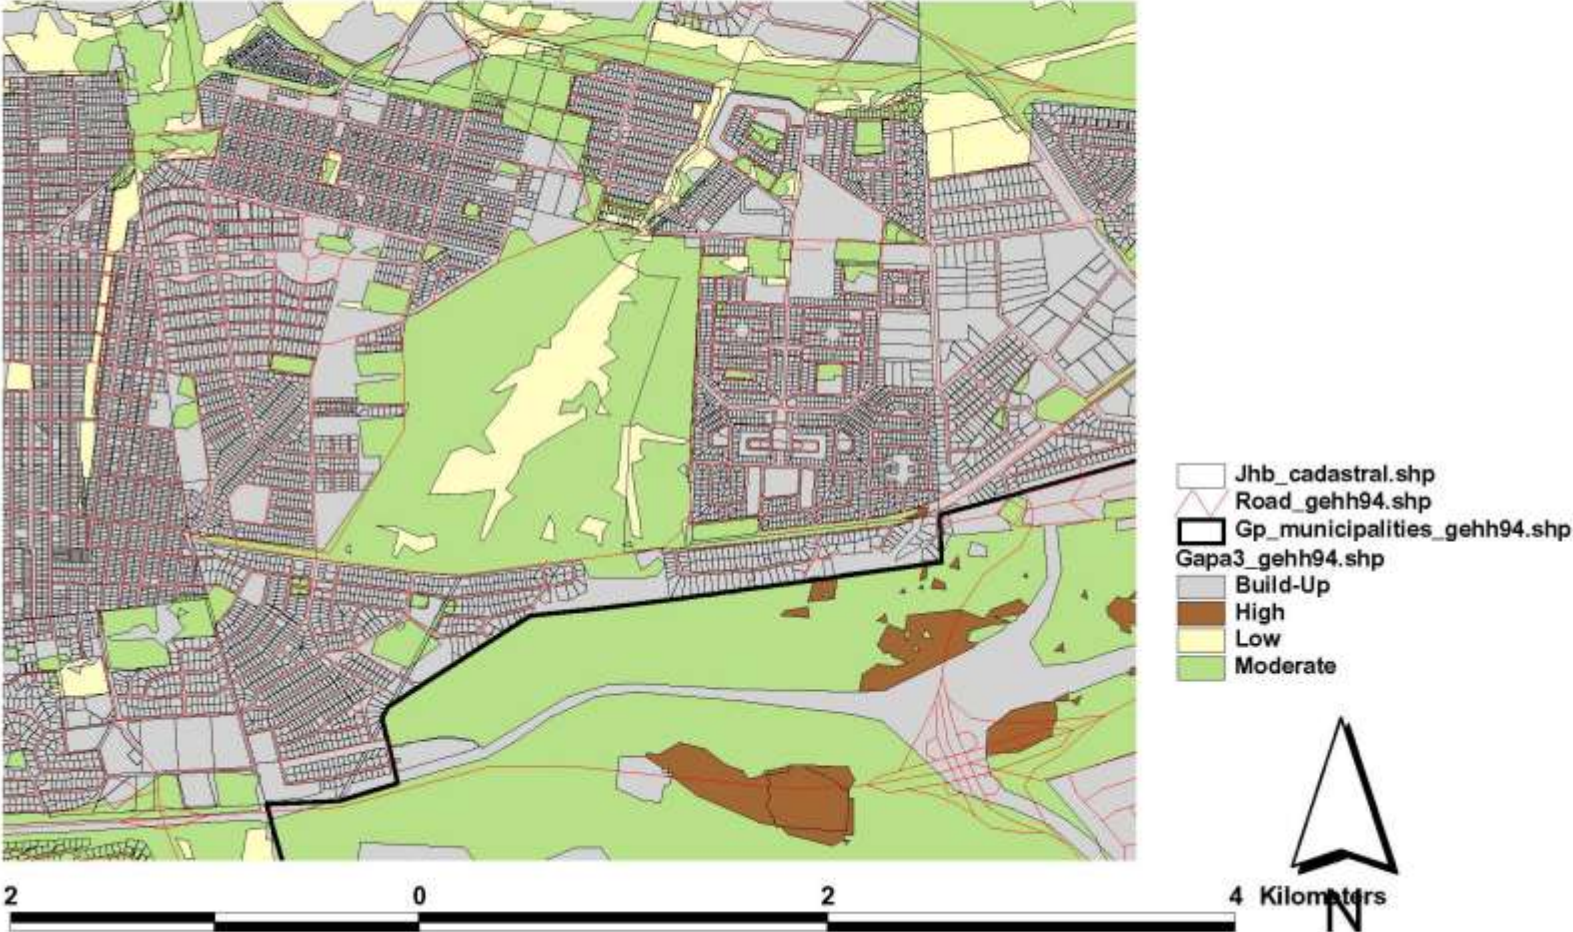 Jhb_cadastral.shp
Road_gehh94.shp
Gp_municipalities_gehh94.shp
Gapa3_gehh94.shp
Build-Up
High
Low
Moderate
2 0 2 4 Kilometers
N